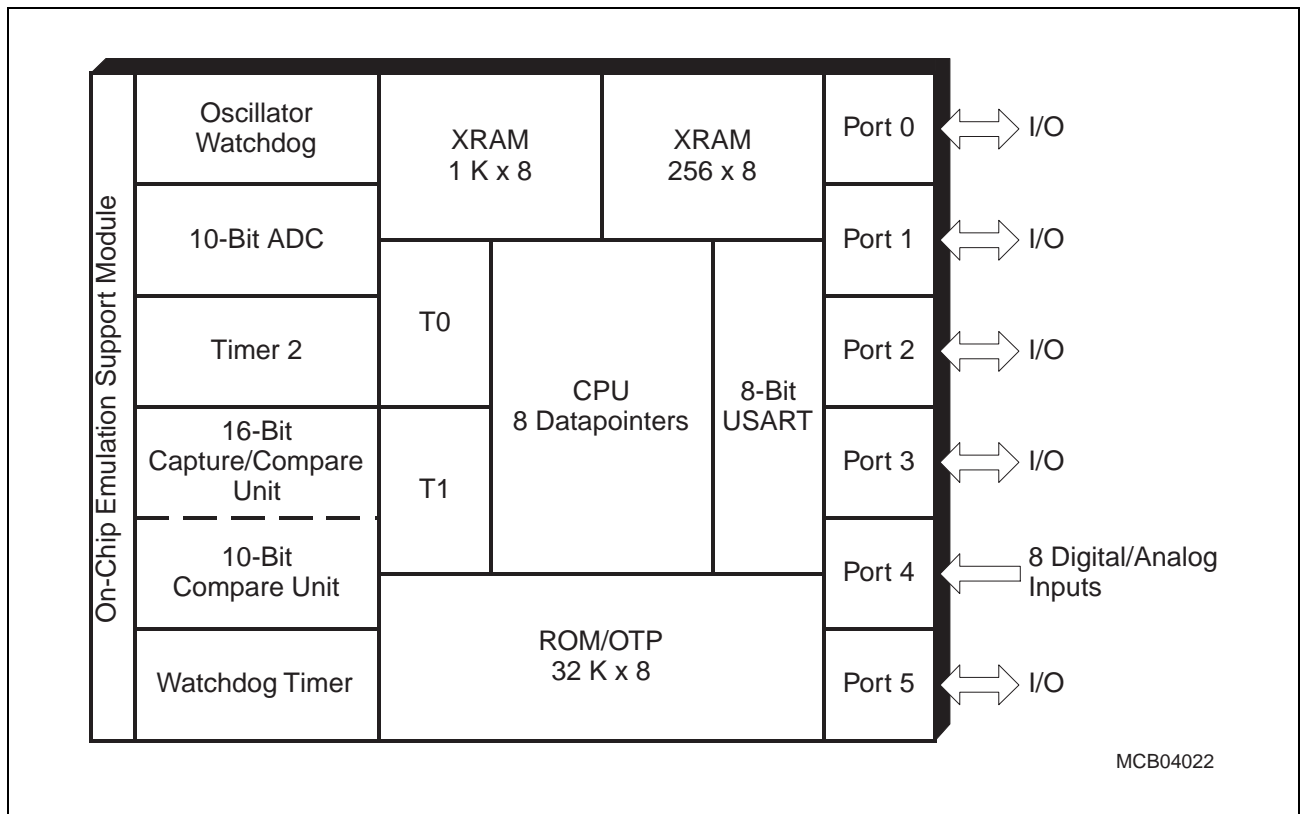 On-Chip Emulation Support Module
Oscillator
Watchdog
10-Bit ADC
Timer 2
16-Bit
Capture/Compare
Unit
10-Bit
Compare Unit
Watchdog Timer
XRAM
1 K x 8
XRAM
256 x 8
T0
T1
CPU
8 Datapointers
8-Bit
USART
ROM/OTP
32 K x 8
Port 0
I/O
Port 1
I/O
Port 2
I/O
Port 3
I/O
Port 4
8 Digital/Analog
Inputs
Port 5
I/O
MCB04022